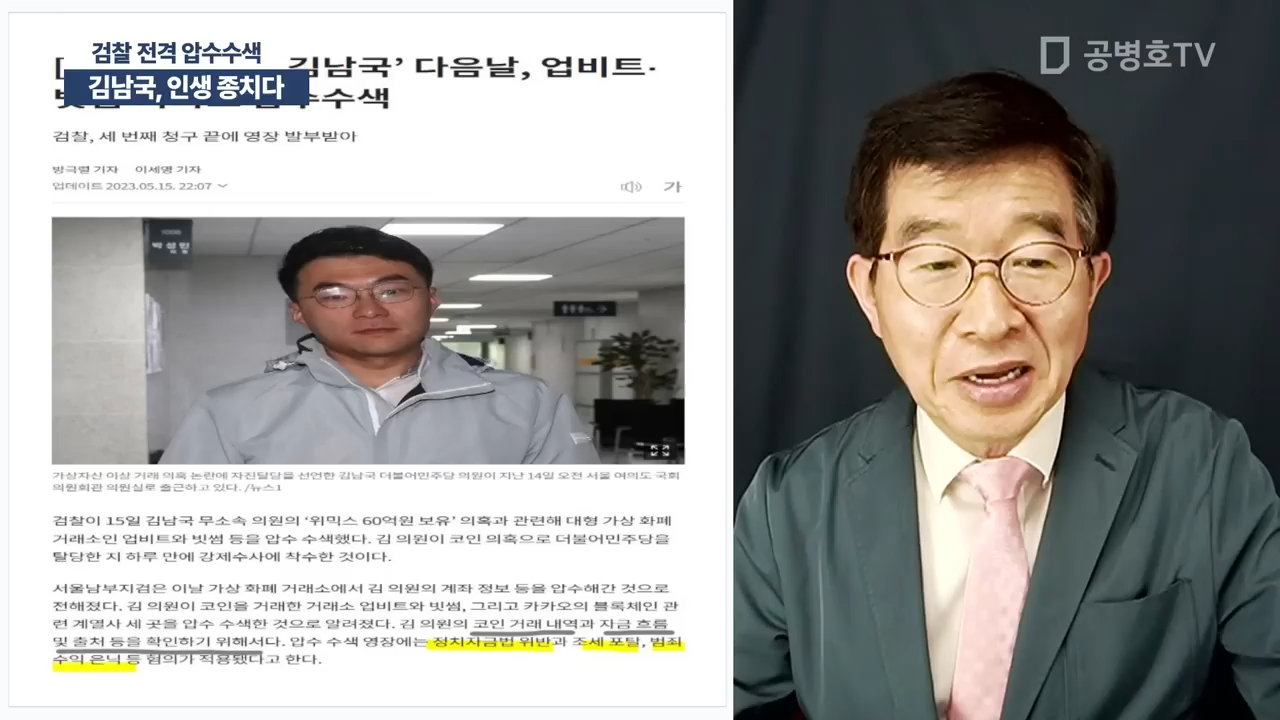 검찰 전격 압수수색
김남국, 인생 종치다
공병호TV
김남국’ 다음날, 업비트·
수색
검찰, 세 번째 청구 끝에 영장 발부받아
방극렬 기자 이세영 기자
업데이트 2023.05.15. 22:07
가
박성민
가상자산 이상 거래 의혹 논란에 자진탈당을 선언한 김남국 더불어민주당 의원이 지난 14일 오전 서울 여의도 국회
의원회관 의원실로 출근하고 있다. /뉴스1
검찰이 15일 김남국 무소속 의원의 ‘위믹스 60억원 보유’ 의혹과 관련해 대형 가상 화폐
거래소인 업비트와 빗썸 등을 압수 수색했다. 김 의원이 코인 의혹으로 더불어민주당을
탈당한 지 하루 만에 강제수사에 착수한 것이다.
서울남부지검은 이날 가상 화폐 거래소에서 김 의원의 계좌 정보 등을 압수해간 것으로
전해졌다. 김 의원이 코인을 거래한 거래소 업비트와 빗썸, 그리고 카카오의 블록체인 관
련 계열사 세 곳을 압수 수색한 것으로 알려졌다. 김 의원의 코인 거래 내역과 자금 흐름
및 출처 등을 확인하기 위해서다. 압수 수색 영장에는 정치자금법 위반과 조세 포탈, 범죄
수익 은닉 등 혐의가 적용됐다고 한다.